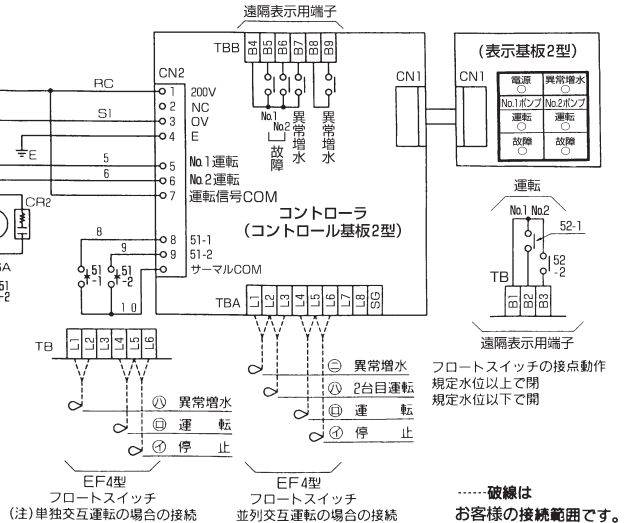 遠隔表示用端子
TBB B4 B5 B6 B7 B8 B9
No.1
No.2
故障
異常増水
異常増水
CN2
RC
1 200V
2 NC
S1
3 0V
4 E
E
5
5 No.1運転
6
6 No.2運転
7 運転信号COM
CR2
8
8 51-1
9
9 51-2
サーマルCOM
10
51
-1
51
-2
51
-2
コントローラ
(コントロール基板2型)
CN1
CN1
(表示基板2型)
電源 異常増水
No.1ポンプ No.2ポンプ
運転 運転
故障 故障
運転
No.1 No.2
52-1
52
-2
TB B1 B2 B3
遠隔表示用端子
TBA L1 L2 L3 L4 L5 L6 L7 L8 SG
㊁ 異常増水
㋩ 2台目運転
㋺ 運転
㋑ 停止
EF4型
フロートスイッチ
並列交互運転の場合の接続
TB L1 L2 L3 L4 L5 L6
㋩ 異常増水
㋺ 運転
㋑ 停止
EF4型
フロートスイッチ
(注)単独交互運転の場合の接続
フロートスイッチの接点動作
規定水位以上で閉
規定水位以下で開
-----破線は
お客様の接続範囲です。